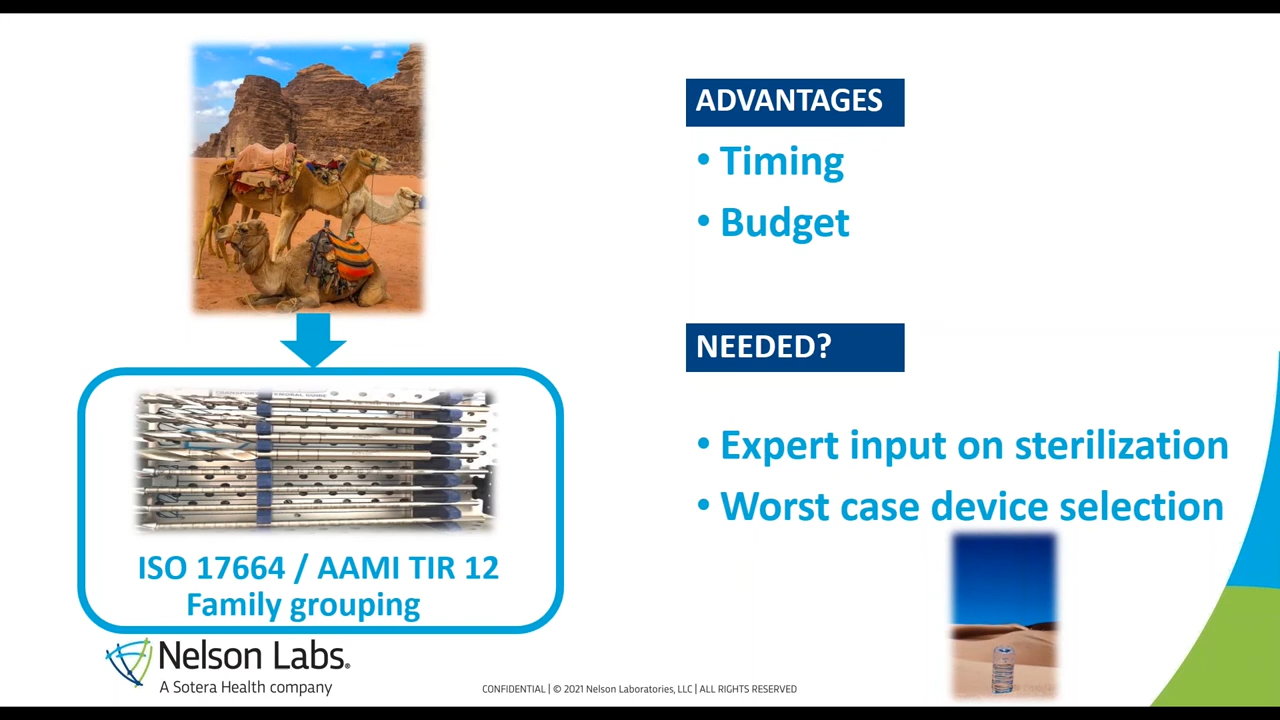 ADVANTAGES
• Timing
• Budget
NEEDED?
• Expert input on sterilization
• Worst case device selection
ISO 17664 / AAMI TIR 12
Family grouping
Nelson Labs®
A Sotera Health company
CONFIDENTIAL | © 2021 Nelson Laboratories, LLC | ALL RIGHTS RESERVED